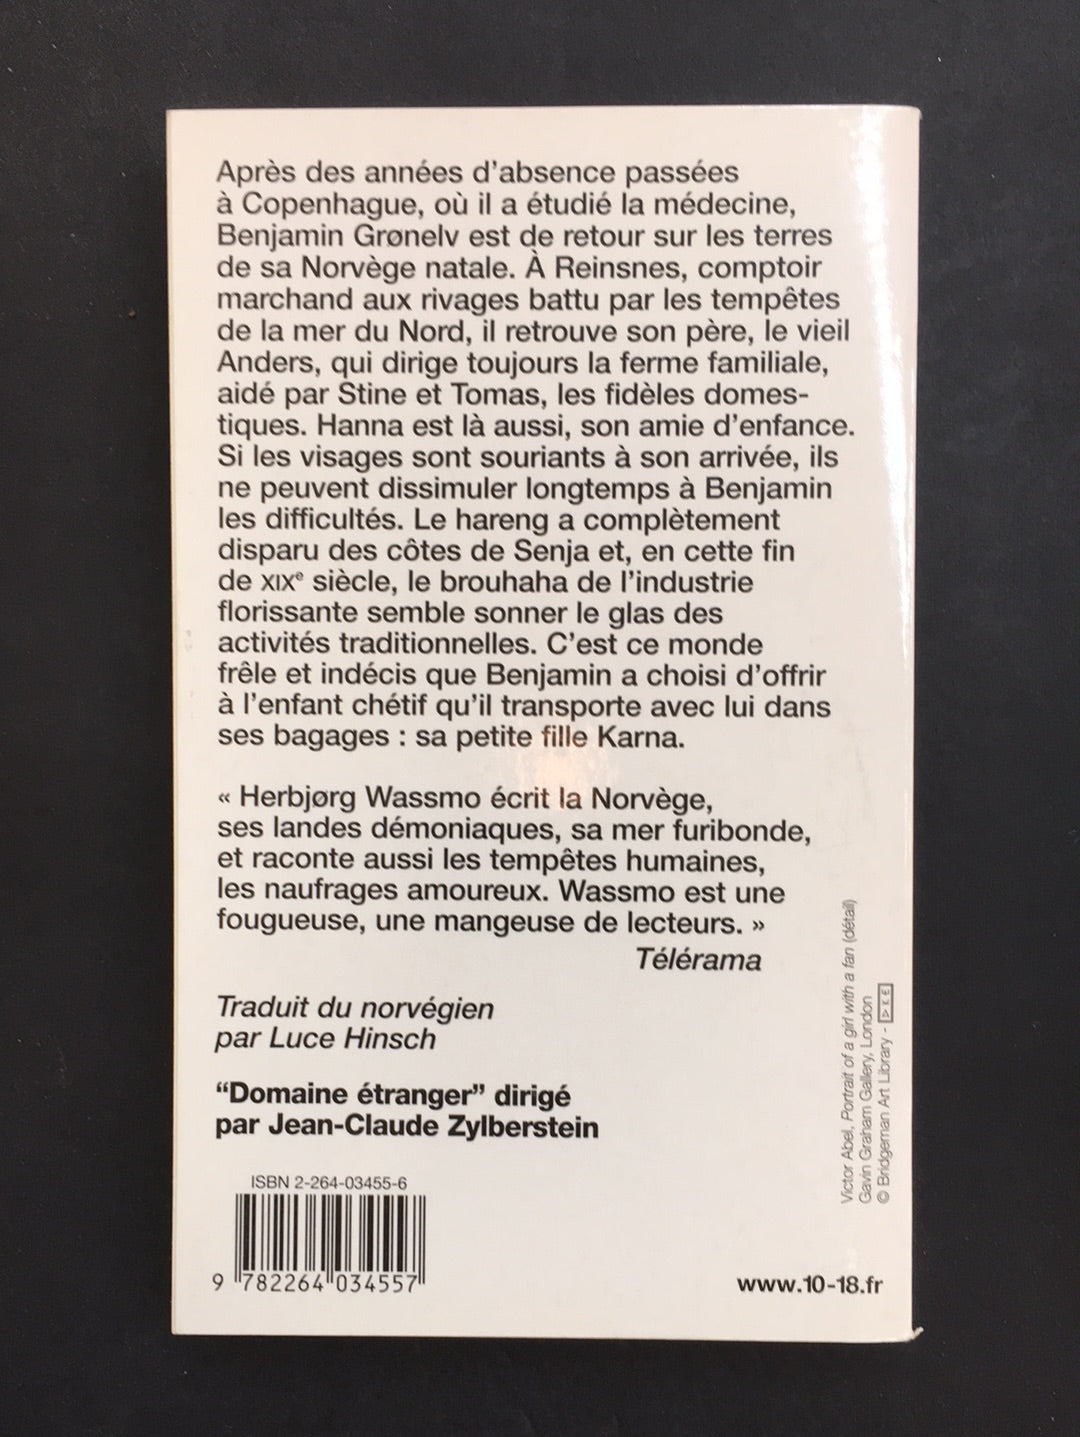 Après des années d'absence passées
à Copenhague, où il a étudié la médecine,
Benjamin Grønelv est de retour sur les terres
de sa Norvège natale. À Reinsnes, comptoir
marchand aux rivages battu par les tempêtes
de la mer du Nord, il retrouve son père, le vieil
Anders, qui dirige toujours la ferme familiale,
aidé par Stine et Tomas, les fidèles domes-
tiques. Hanna est là aussi, son amie d'enfance.
Si les visages sont souriants à son arrivée, ils
ne peuvent dissimuler longtemps à Benjamin
les difficultés. Le hareng a complètement
disparu des côtes de Senja et, en cette fin
de XIXe siècle, le brouhaha de l'industrie
florissante semble sonner le glas des
activités traditionnelles. C'est ce monde
frêle et indécis que Benjamin a choisi d'offrir
à l'enfant chétif qu'il transporte avec lui dans
ses bagages : sa petite fille Karna.
« Herbjørg Wassmo écrit la Norvège,
ses landes démoniaques, sa mer furibonde,
et raconte aussi les tempêtes humaines,
les naufrages amoureux. Wassmo est une
fougueuse, une mangeuse de lecteurs. »
Télérama
Traduit du norvégien
par Luce Hinsch
“Domaine étranger” dirigé
par Jean-Claude Zylberstein
ISBN 2-264-03455-6
9 782264 034557
www.10-18.fr
Victor Abel, Portrait of a girl with a fan (détail)
Gavin Graham Gallery, London
© Bridgeman Art Library -